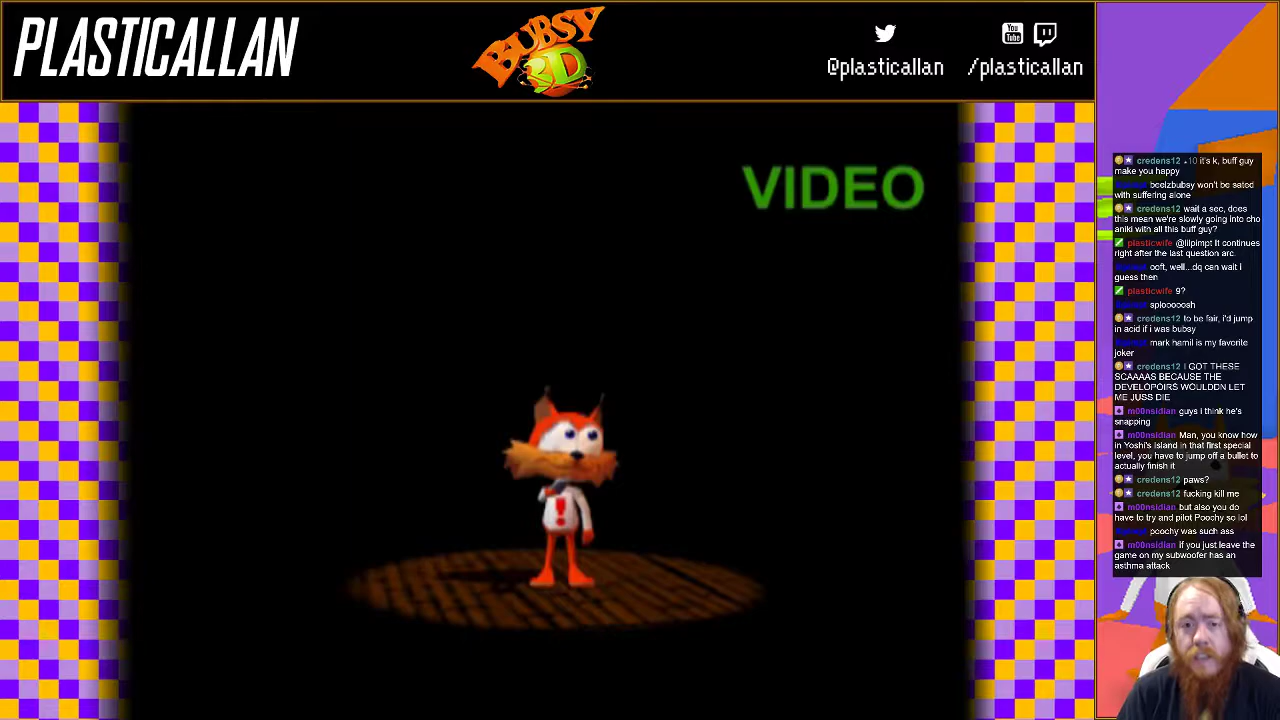 PLASTICALLAN
BUBSY
3D
You
Tube
@plasticallan
/plasticallan
VIDEO
credens12 10 it's k, buff guy
make you happy
beelzbubsy won't be sated
with suffering alone
credens12 wait a sec, does
this mean we're slowly going into cho
aniki with all this buff guy?
plasticwife @lilpimpt It continues
right after the last question arc.
ooft, well...dq can wait I
guess then
plasticwife 9?
splooooosh
credens12 to be fair, i'd jump
in acid if i was bubsy
mark hamil is my favorite
joker
credens12 I GOT THESE
SCAAAAS BECAUSE THE
DEVELOPOIRS WOULDDN LET
ME JUSS DIE
m00nsidian guys i think he's
snapping
m00nsidian Man, you know how
in Yoshi's Island in that first special
level, you have to jump off a bullet to
actually finish it
credens12 paws?
credens12 fucking kill me
m00nsidian but also you do
have to try and pilot Poochy so lol
poochy was such ass
m00nsidian if you just leave the
game on my subwoofer has an
asthma attack